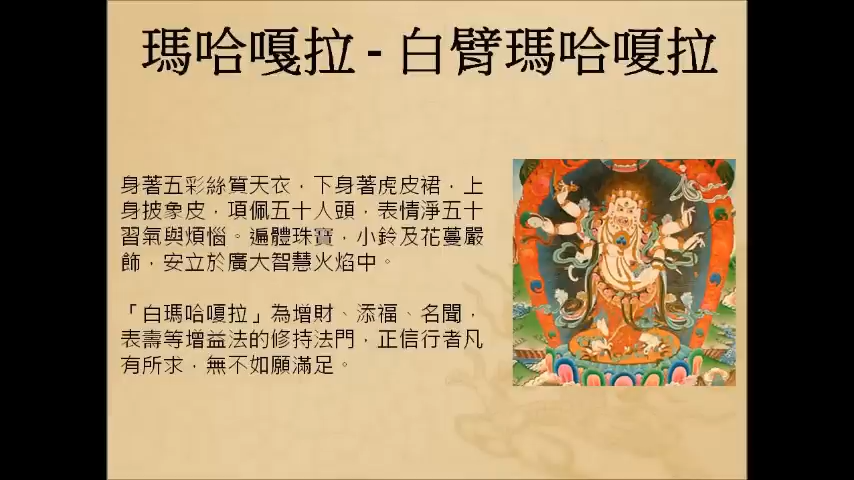 瑪哈嘎拉 - 白臂瑪哈嗄拉
身著五彩絲質天衣，下身著虎皮裙，上
身披象皮，項佩五十人頭，表情淨五十
習氣與煩惱。遍體珠寶，小鈴及花蔓嚴
飾，安立於廣大智慧火焰中。
「白瑪哈嗄拉」為增財、添福、名聞，
表壽等增益法的修持法門，正信行者凡
有所求，無不如願滿足。